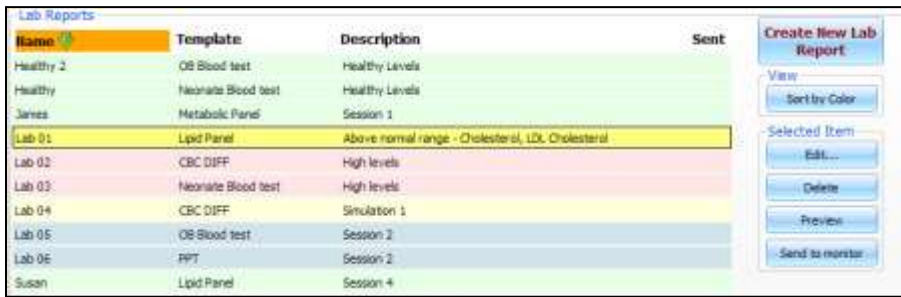 Lab Reports
Name Template Description Sent
Healthy 2 OB Blood test Healthy Levels
Healthy Neonate Blood test Healthy Levels
James Metabolic Panel Session 1
Lab 01 Lipid Panel Above normal range - Cholesterol, LDL Cholesterol
Lab 02 CBC DIFF High levels
Lab 03 Neonate Blood test High levels
Lab 04 CBC DIFF Simulation 1
Lab 05 OB Blood test Session 2
Lab 06 PPT Session 2
Susan Lipid Panel Session 4
Create New Lab
Report
View
Sort by Color
Selected Item
Edit...
Delete
Preview
Send to monitor